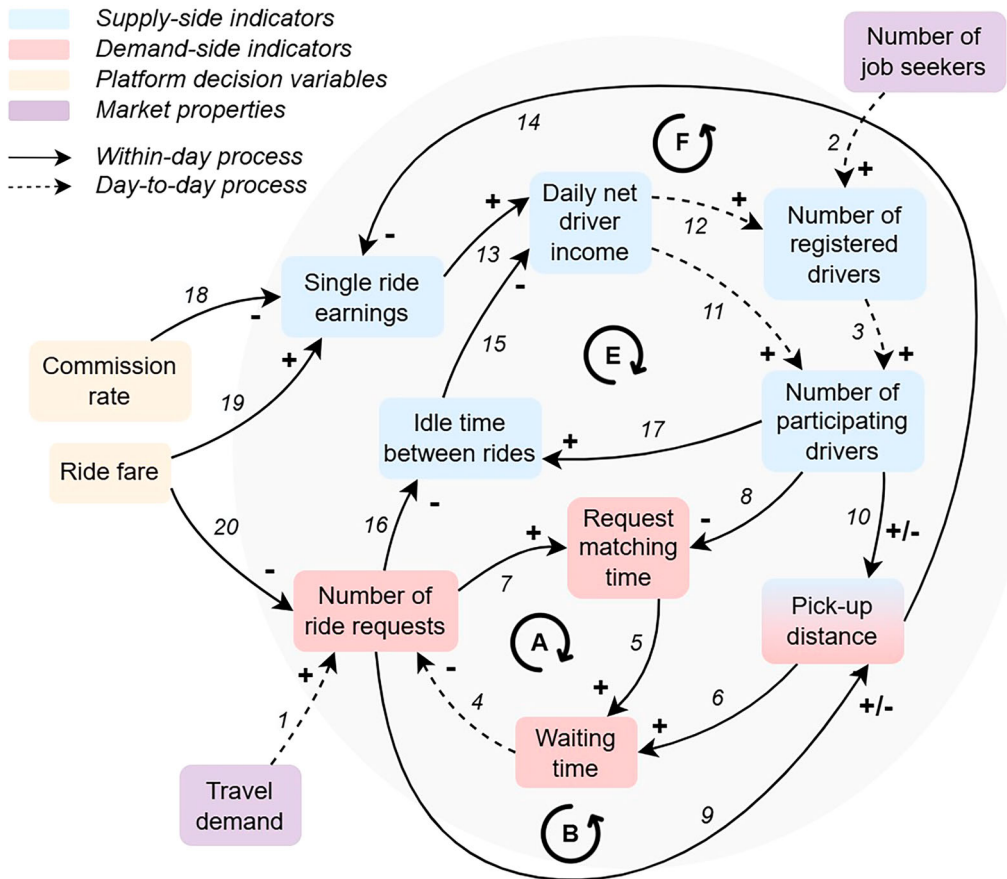 Supply-side indicators
Demand-side indicators
Platform decision variables
Market properties
Within-day process
Day-to-day process
Number of
job seekers
14
F
2
+
Daily net
driver
income
+
12
+
Number of
registered
drivers
13
-
-
Single ride
earnings
18
-
11
3
+
15
E
+
Commission
rate
19
+
Number of
participating
drivers
Idle time
between rides
+
17
Ride fare
16
-
8
10
+/-
20
-
Request
matching
time
+
-
7
Number of
ride requests
Pick-up
distance
A
5
+
-
4
+
+
6
+/-
1
Waiting
time
Travel
demand
B
9